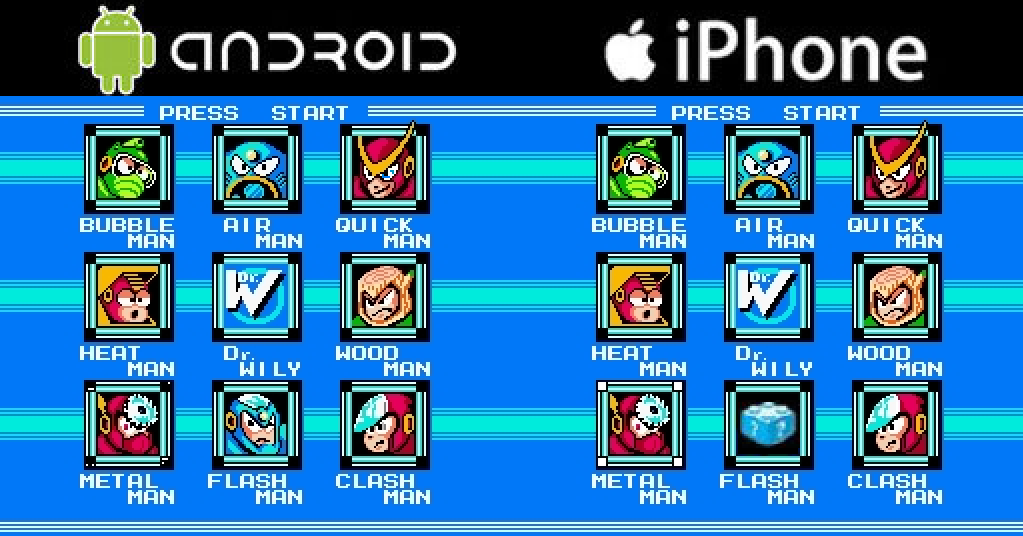 ANDROID
iPhone
PRESS START
PRESS START
BUBBLE MAN
AIR MAN
QUICK MAN
BUBBLE MAN
AIR MAN
QUICK MAN
Dr. W
Dr. W
HEAT MAN
Dr. WILY
WOOD MAN
HEAT MAN
Dr. WILY
WOOD MAN
? ?
METAL MAN
FLASH MAN
CLASH MAN
METAL MAN
FLASH MAN
CLASH MAN